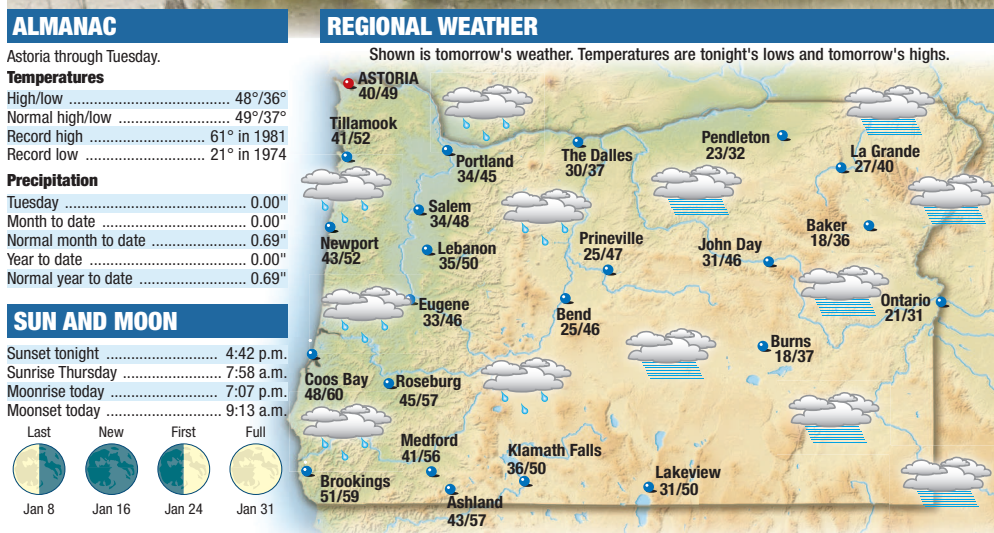 ALMANAC
Astoria through Tuesday.
Temperatures
High/low ..................................... 48°/36°
Normal high/low ......................... 49°/37°
Record high ........................... 61° in 1981
Record low ........................... 21° in 1974
Precipitation
Tuesday ......................................... 0.00"
Month to date ................................ 0.00"
Normal month to date ................... 0.69"
Year to date ................................... 0.00"
Normal year to date ....................... 0.69"
SUN AND MOON
Sunset tonight ........................... 4:42 p.m.
Sunrise Thursday ....................... 7:58 a.m.
Moonrise today .......................... 7:07 p.m.
Moonset today ........................... 9:13 a.m.
Last New First Full
Jan 8 Jan 16 Jan 24 Jan 31
REGIONAL WEATHER
Shown is tomorrow's weather. Temperatures are tonight's lows and tomorrow's highs.
ASTORIA
40/49
Tillamook
41/52
Portland
34/45
The Dalles
30/37
Pendleton
23/32
La Grande
27/40
Salem
34/48
Newport
43/52
Lebanon
35/50
Prineville
25/47
John Day
31/46
Baker
18/36
Eugene
33/46
Bend
25/46
Ontario
21/31
Burns
18/37
Coos Bay
48/60
Roseburg
45/57
Medford
41/56
Klamath Falls
36/50
Lakeview
31/50
Brookings
51/59
Ashland
43/57